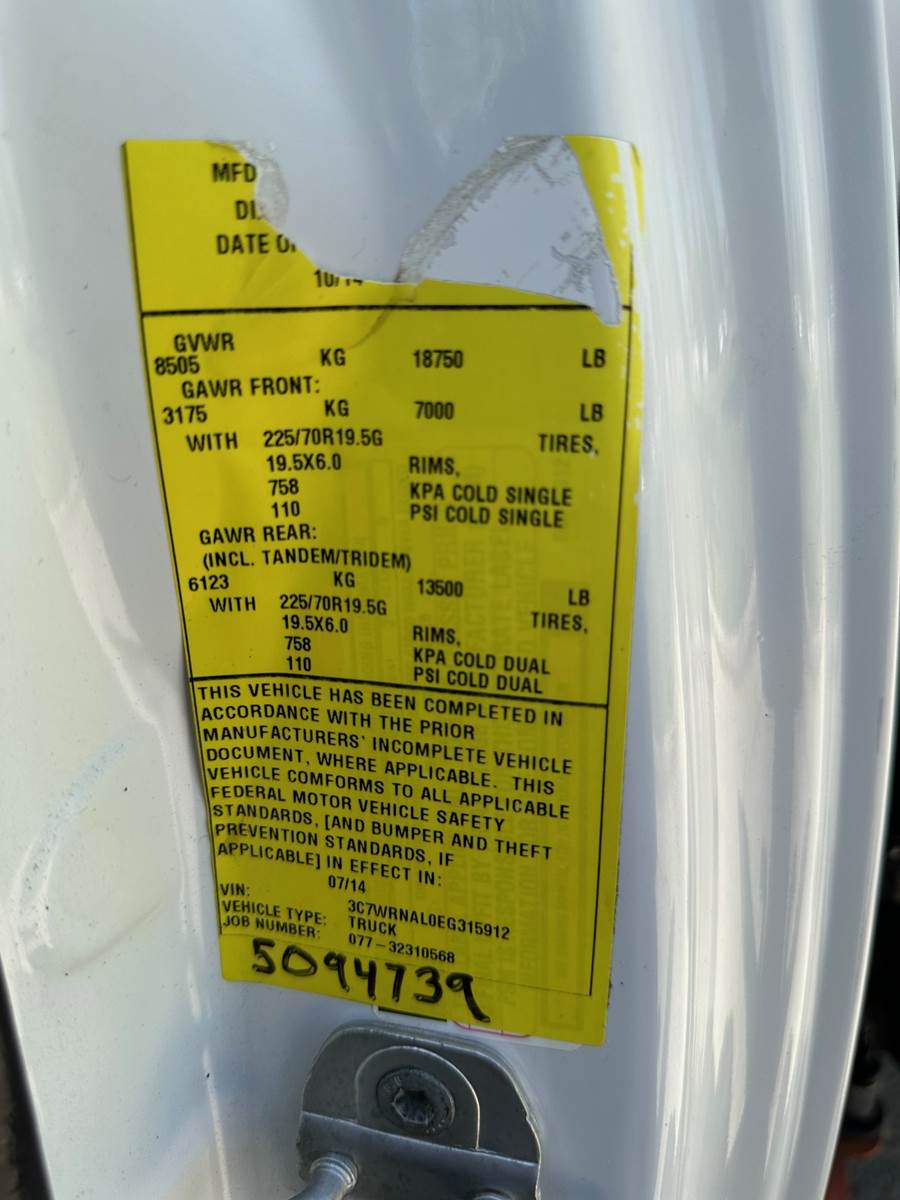 MFD
DATE
10/14
GVWR
8505 KG 18750 LB
GAWR FRONT:
3175 KG 7000 LB
WITH 225/70R19.5G TIRES,
19.5X6.0 RIMS,
758 KPA COLD SINGLE
110 PSI COLD SINGLE
GAWR REAR:
(INCL. TANDEM/TRIDEM)
6123 KG 13500 LB
WITH 225/70R19.5G TIRES,
19.5X6.0 RIMS,
758 KPA COLD DUAL
110 PSI COLD DUAL
THIS VEHICLE HAS BEEN COMPLETED IN
ACCORDANCE WITH THE PRIOR
MANUFACTURERS' INCOMPLETE VEHICLE
DOCUMENT, WHERE APPLICABLE. THIS
VEHICLE COMFORMS TO ALL APPLICABLE
FEDERAL MOTOR VEHICLE SAFETY
STANDARDS, [AND BUMPER AND THEFT
PREVENTION STANDARDS, IF
APPLICABLE] IN EFFECT IN:
07/14
VIN: 3C7WRNAL0EG315912
VEHICLE TYPE: TRUCK
JOB NUMBER: 077-32310568
5094739